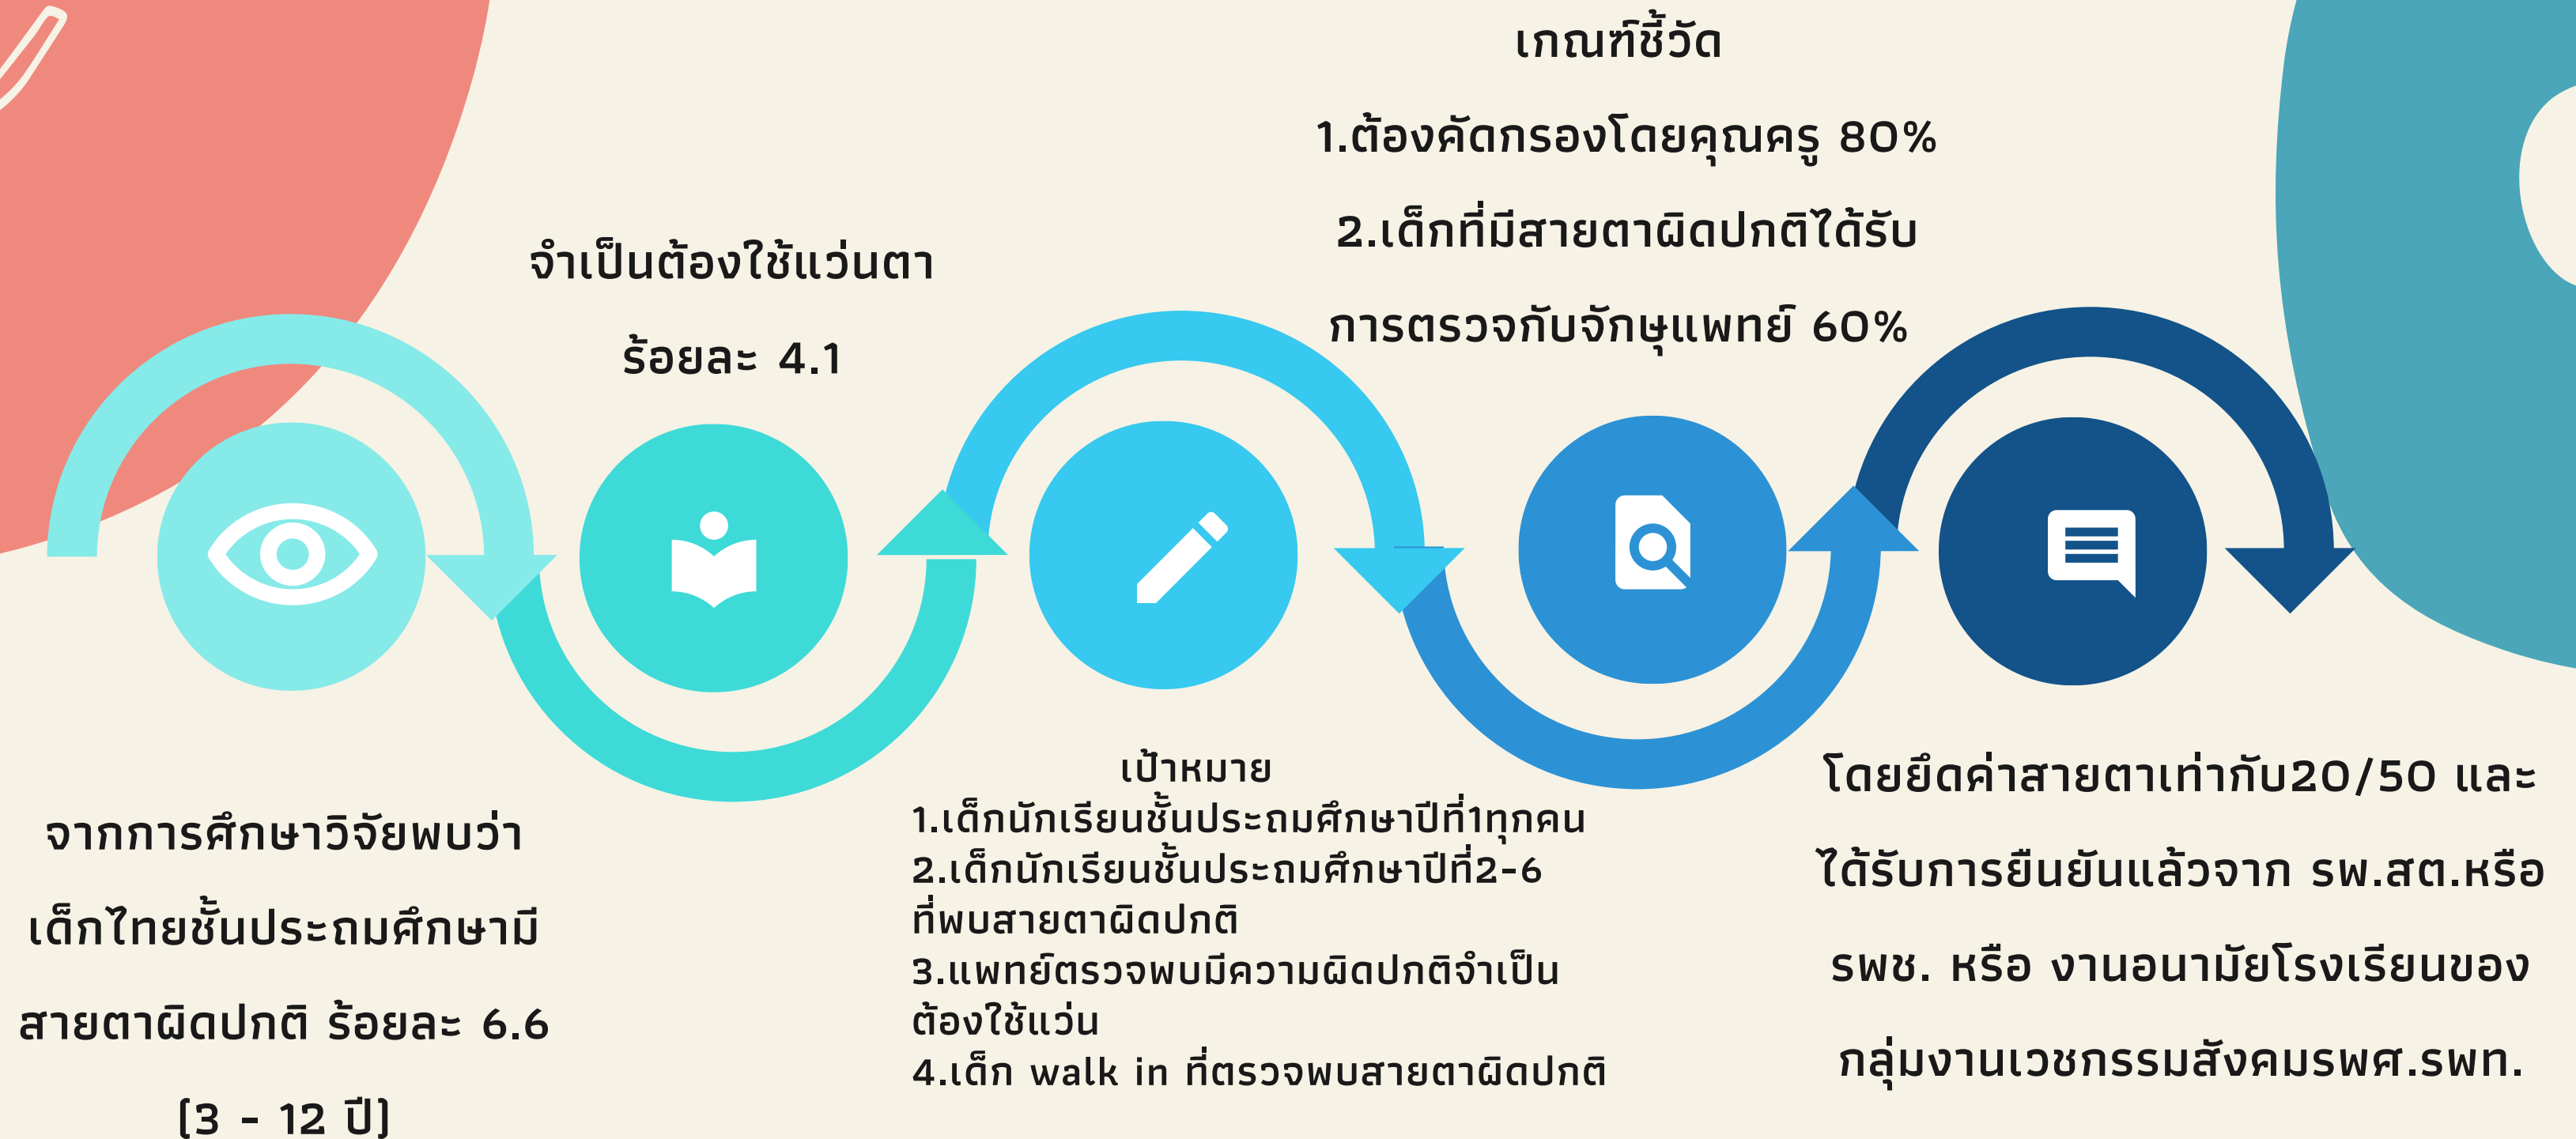 จากการศึกษาวิจัยพบว่า
เด็กไทยชั้นประถมศึกษามี
สายตาผิดปกติ ร้อยละ 6.6
(3 - 12 ปี)
จำเป็นต้องใช้แว่นตา
ร้อยละ 4.1
เป้าหมาย
1.เด็กนักเรียนชั้นประถมศึกษาปีที่1ทุกคน
2.เด็กนักเรียนชั้นประถมศึกษาปีที่2-6
ที่พบสายตาผิดปกติ
3.แพทย์ตรวจพบมีความผิดปกติจำเป็น
ต้องใช้แว่น
4.เด็ก walk in ที่ตรวจพบสายตาผิดปกติ
เกณฑ์ชี้วัด
1.ต้องคัดกรองโดยคุณครู 80%
2.เด็กที่มีสายตาผิดปกติได้รับ
การตรวจกับจักษุแพทย์ 60%
โดยยึดค่าสายตาเท่ากับ20/50 และ
ได้รับการยืนยันแล้วจาก รพ.สต.หรือ
รพช. หรือ งานอนามัยโรงเรียนของ
กลุ่มงานเวชกรรมสังคมรพศ.รพท.